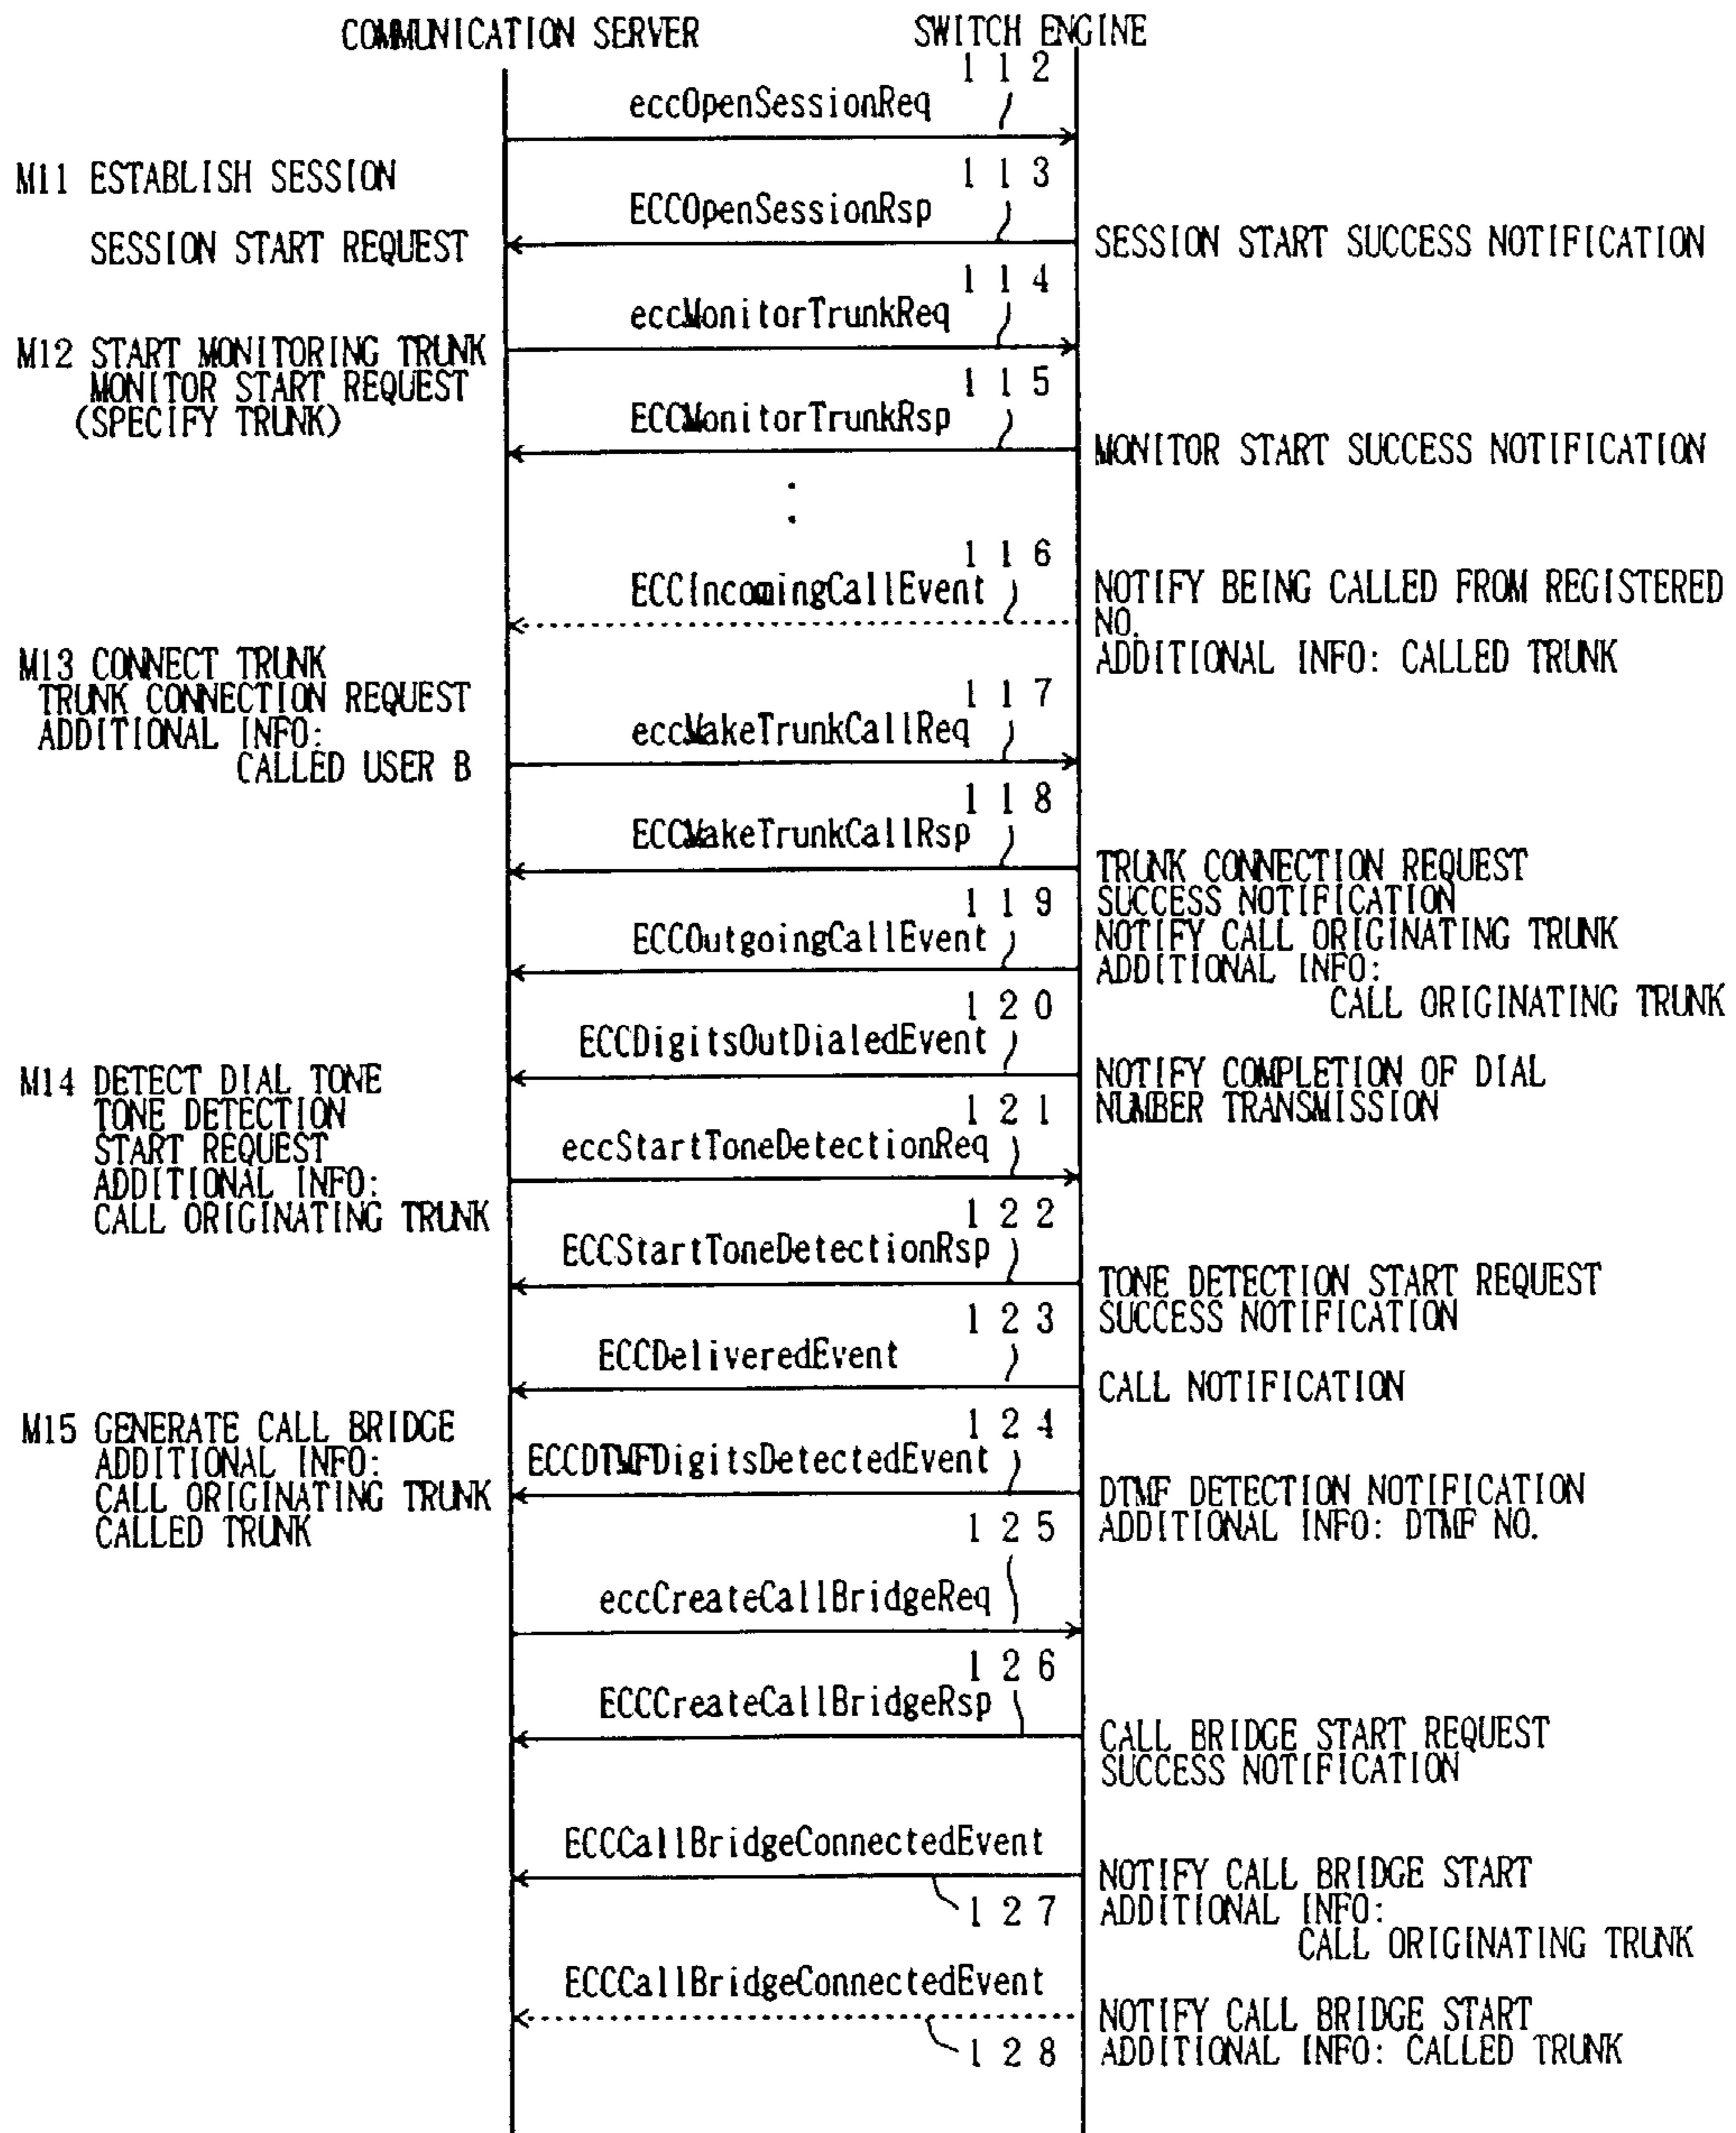 COMMUNICATION SERVER
SWITCH ENGINE
112
eccOpenSessionReq
M11 ESTABLISH SESSION
113
ECCOpenSessionRsp
SESSION START REQUEST
SESSION START SUCCESS NOTIFICATION
114
eccMonitorTrunkReq
M12 START MONITORING TRUNK
MONITOR START REQUEST
(SPECIFY TRUNK)
115
ECCMonitorTrunkRsp
MONITOR START SUCCESS NOTIFICATION
116
ECCIncomingCallEvent
NOTIFY BEING CALLED FROM REGISTERED
NO.
ADDITIONAL INFO: CALLED TRUNK
M13 CONNECT TRUNK
TRUNK CONNECTION REQUEST
ADDITIONAL INFO:
CALLED USER B
117
eccMakeTrunkCallReq
118
ECCMakeTrunkCallRsp
TRUNK CONNECTION REQUEST
SUCCESS NOTIFICATION
119
ECCOutgoingCallEvent
NOTIFY CALL ORIGINATING TRUNK
ADDITIONAL INFO:
CALL ORIGINATING TRUNK
120
ECCDigitsOutDialedEvent
NOTIFY COMPLETION OF DIAL
NUMBER TRANSMISSION
M14 DETECT DIAL TONE
TONE DETECTION
START REQUEST
ADDITIONAL INFO:
CALL ORIGINATING TRUNK
121
eccStartToneDetectionReq
122
ECCStartToneDetectionRsp
TONE DETECTION START REQUEST
SUCCESS NOTIFICATION
123
ECCDeliveredEvent
CALL NOTIFICATION
M15 GENERATE CALL BRIDGE
ADDITIONAL INFO:
CALL ORIGINATING TRUNK
CALLED TRUNK
124
ECCDTMFDigitsDetectedEvent
DTMF DETECTION NOTIFICATION
ADDITIONAL INFO: DTMF NO.
125
eccCreateCallBridgeReq
126
ECCCreateCallBridgeRsp
CALL BRIDGE START REQUEST
SUCCESS NOTIFICATION
ECCCallBridgeConnectedEvent
127
NOTIFY CALL BRIDGE START
ADDITIONAL INFO:
CALL ORIGINATING TRUNK
ECCCallBridgeConnectedEvent
128
NOTIFY CALL BRIDGE START
ADDITIONAL INFO: CALLED TRUNK